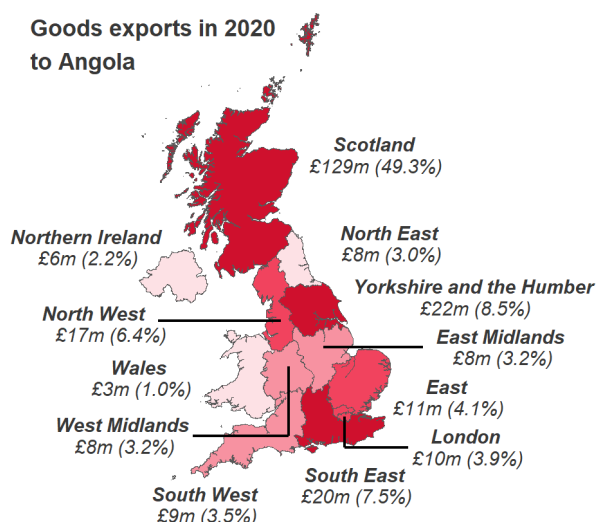 Goods exports in 2020
to Angola
Scotland
£129m (49.3%)
Northern Ireland
£6m (2.2%)
North East
£8m (3.0%)
Yorkshire and the Humber
£22m (8.5%)
North West
£17m (6.4%)
East Midlands
£8m (3.2%)
Wales
£3m (1.0%)
East
£11m (4.1%)
West Midlands
£8m (3.2%)
London
£10m (3.9%)
South East
£20m (7.5%)
South West
£9m (3.5%)